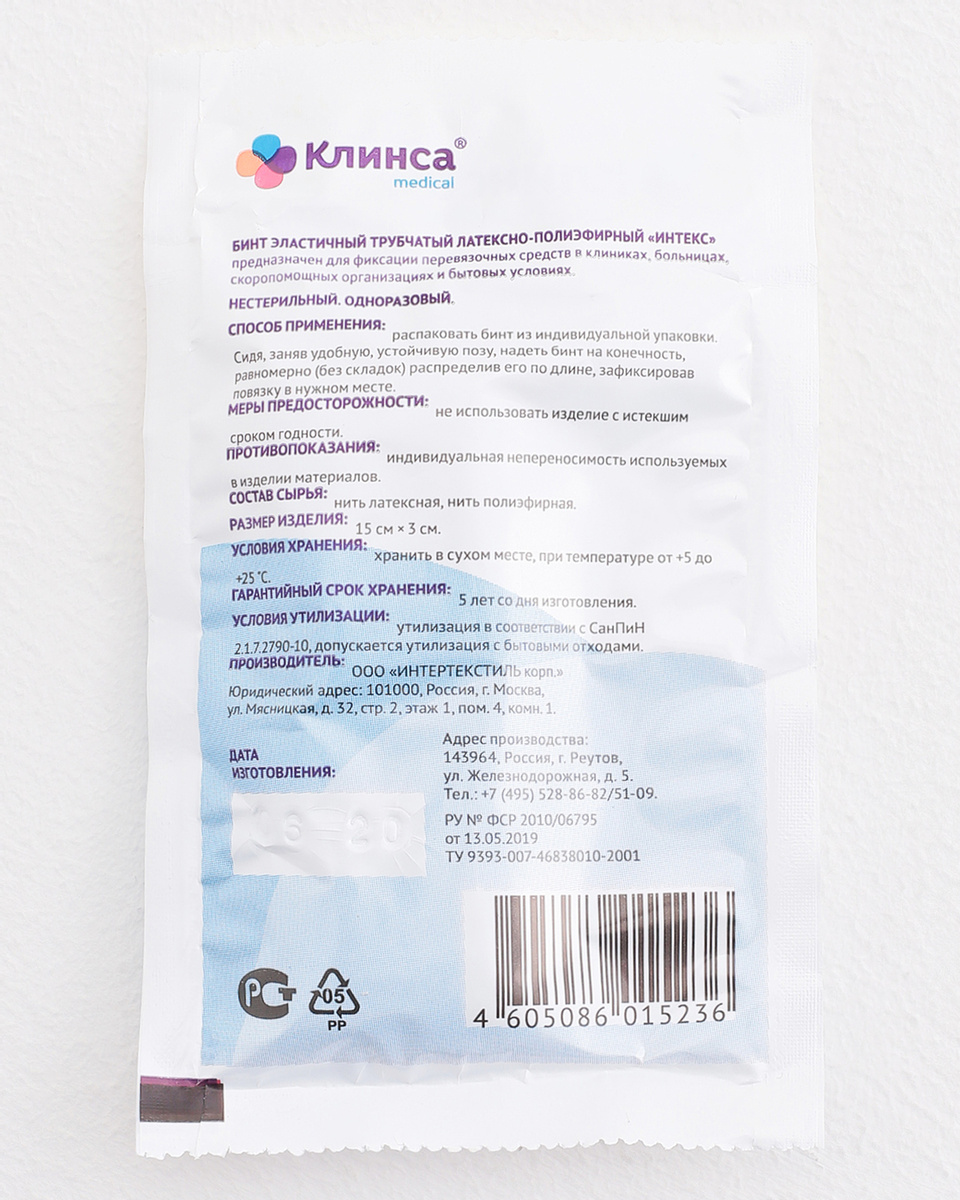 Клинса®
medical
БИНТ ЭЛАСТИЧНЫЙ ТРУБЧАТЫЙ ЛАТЕКСНО-ПОЛИЭФИРНЫЙ «ИНТЕКС»
предназначен для фиксации перевязочных средств в клиниках, больницах,
скоропомощных организациях и бытовых условиях.
НЕСТЕРИЛЬНЫЙ. ОДНОРАЗОВЫЙ.
СПОСОБ ПРИМЕНЕНИЯ: распаковать бинт из индивидуальной упаковки.
Сидя, заняв удобную, устойчивую позу, надеть бинт на конечность,
равномерно (без складок) распределив его по длине, зафиксировав
повязку в нужном месте.
МЕРЫ ПРЕДОСТОРОЖНОСТИ: не использовать изделие с истекшим
сроком годности.
ПРОТИВОПОКАЗАНИЯ: индивидуальная непереносимость используемых
в изделии материалов.
СОСТАВ СЫРЬЯ: нить латексная, нить полиэфирная.
РАЗМЕР ИЗДЕЛИЯ: 15 см × 3 см.
УСЛОВИЯ ХРАНЕНИЯ: хранить в сухом месте, при температуре от +5 до
+25 °С.
ГАРАНТИЙНЫЙ СРОК ХРАНЕНИЯ: 5 лет со дня изготовления.
УСЛОВИЯ УТИЛИЗАЦИИ: утилизация в соответствии с СанПиН
2.1.7.2790-10, допускается утилизация с бытовыми отходами.
ПРОИЗВОДИТЕЛЬ: ООО «ИНТЕРТЕКСТИЛЬ корп.»
Юридический адрес: 101000, Россия, г. Москва,
ул. Мясницкая, д. 32, стр. 2, этаж 1, пом. 4, комн. 1.
ДАТА
ИЗГОТОВЛЕНИЯ:
20
Адрес производства:
143964, Россия, г. Реутов,
ул. Железнодорожная, д. 5.
Тел.: +7 (495) 528-86-82/51-09.
РУ № ФСР 2010/06795
от 13.05.2019
ТУ 9393-007-46838010-2001
РСТ
05
PP
4 605086 015236